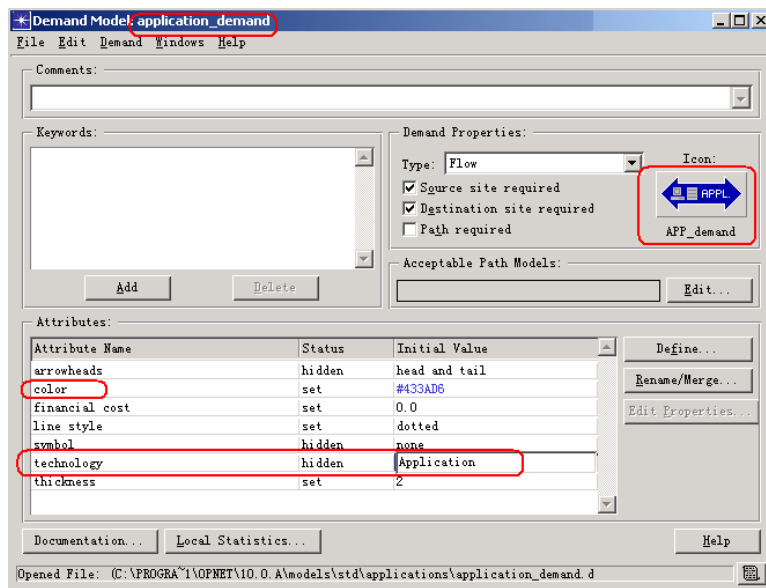 Demand Model: application_demand
File Edit Demand Windows Help
Comments:
Keywords:
Add Delete
Demand Properties:
Type: Flow
Source site required
Destination site required
Path required
Icon:
APPL.
APP_demand
Acceptable Path Models:
Edit...
Attributes:
Attribute Name Status Initial Value
arrowheads hidden head and tail
color set #433AD6
financial cost set 0.0
line style set dotted
symbol hidden none
technology hidden Application
thickness set 2
Define...
Rename/Merge...
Edit Properties...
Documentation... Local Statistics... Help
Opened File: (C:\PROGRA~1\OPNET\10.0.A\models\std\applications\application_demand.d